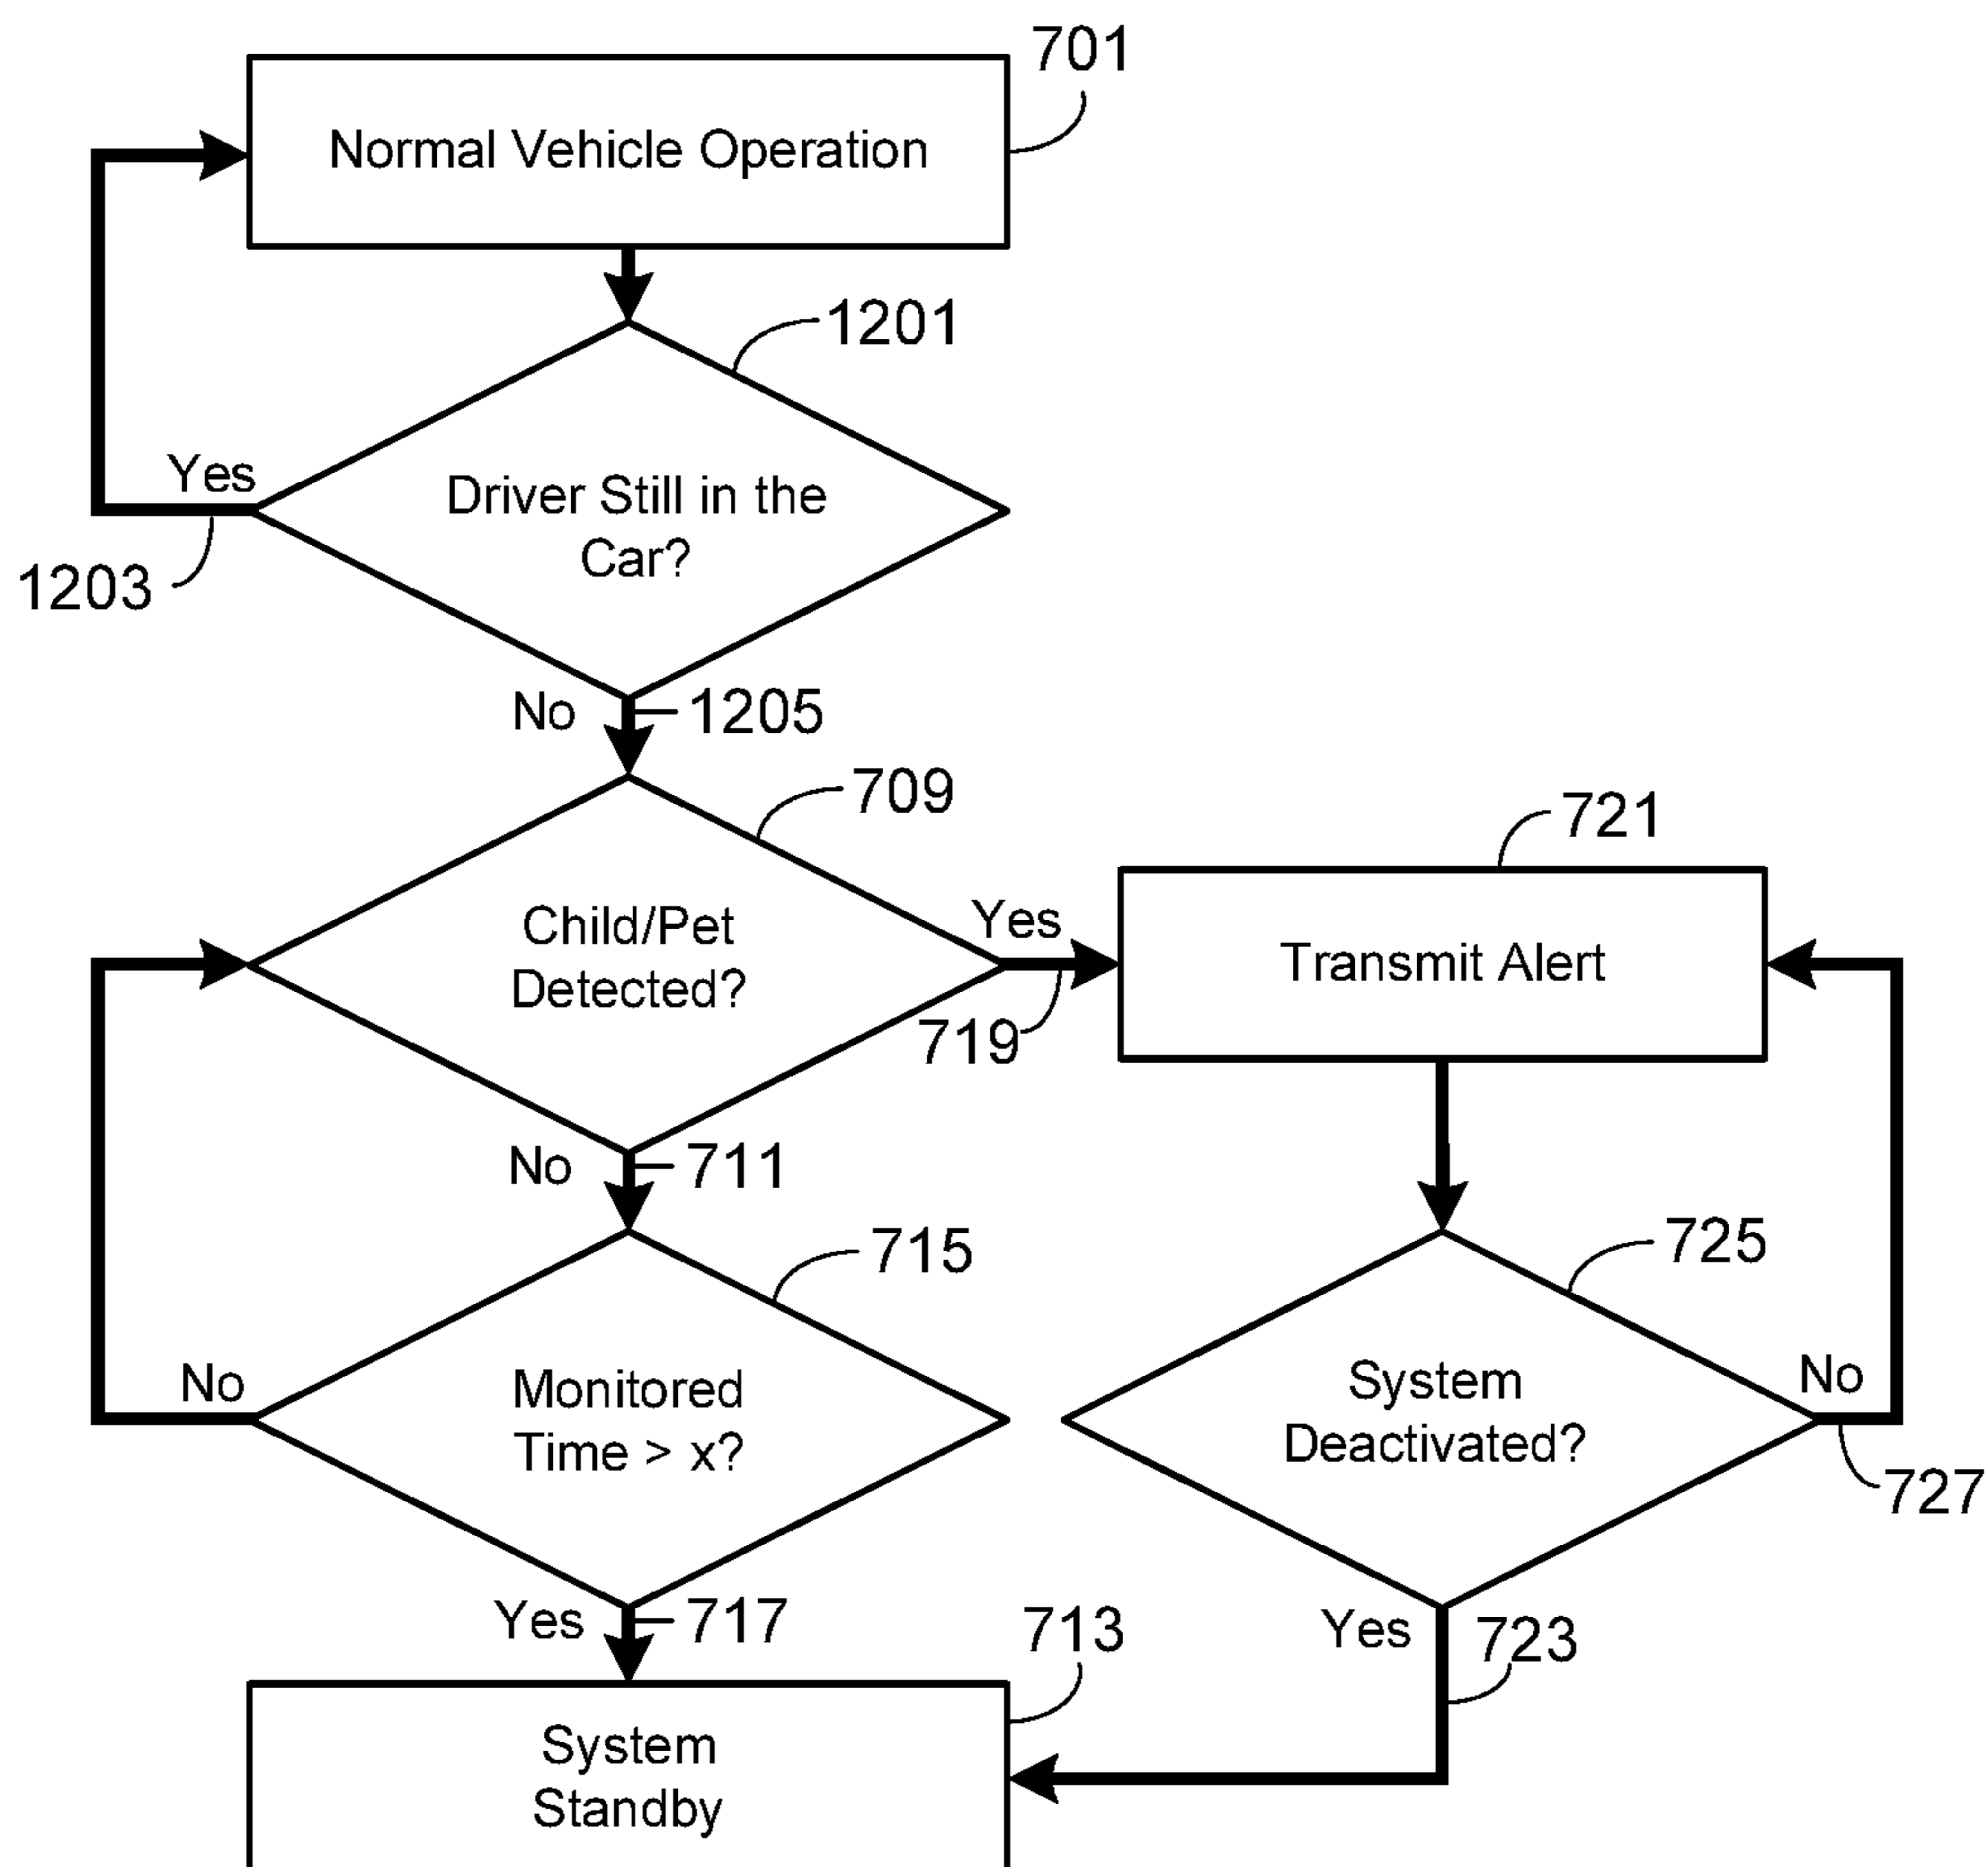 701
Normal Vehicle Operation
1201
Yes
Driver Still in the
Car?
1203
No
1205
709
721
Child/Pet
Detected?
Yes
Transmit Alert
719
No
711
715
725
No
Monitored
Time > x?
System
Deactivated?
No
727
Yes
717
713
Yes
723
System
Standby